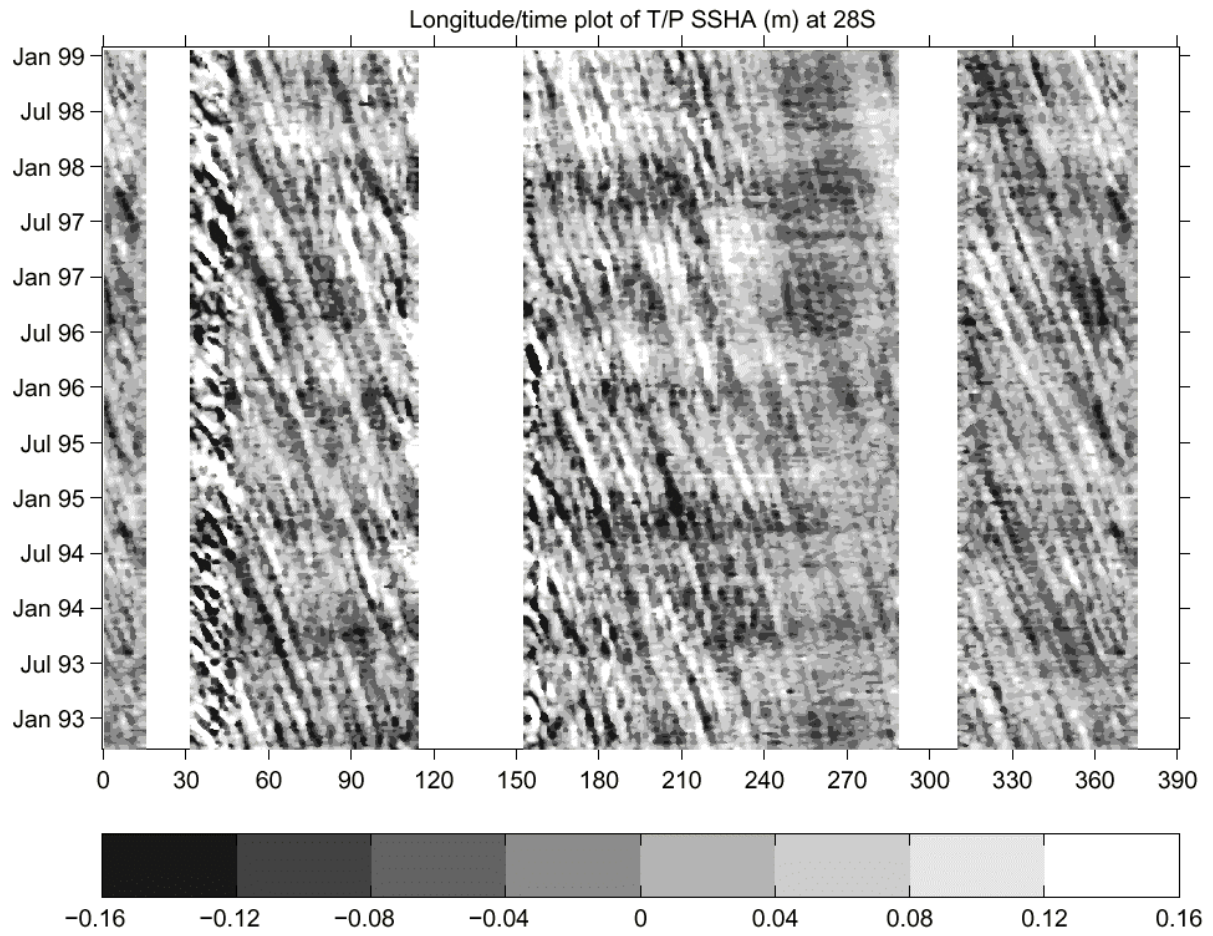 Longitude/time plot of T/P SSHA (m) at 28S
Jan 99
Jul 98
Jan 98
Jul 97
Jan 97
Jul 96
Jan 96
Jul 95
Jan 95
Jul 94
Jan 94
Jul 93
Jan 93
0 30 60 90 120 150 180 210 240 270 300 330 360 390
−0.16 −0.12 −0.08 −0.04 0 0.04 0.08 0.12 0.16